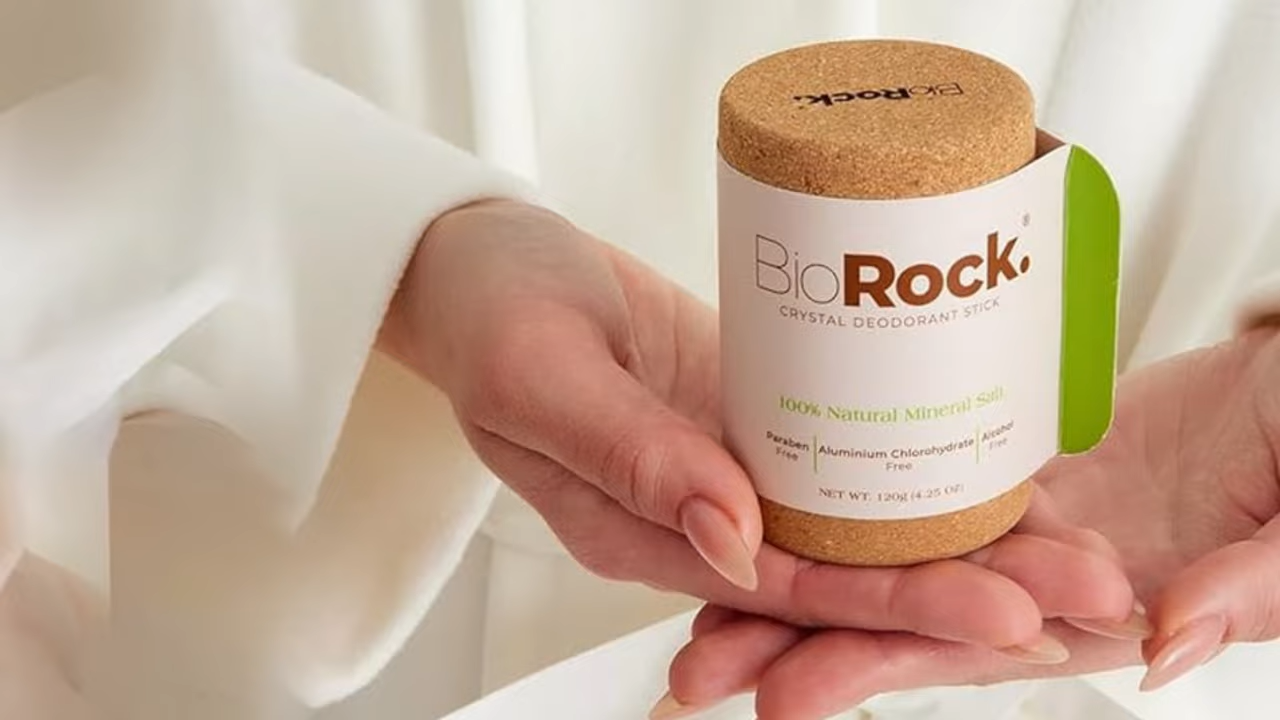 BioRock.
BioRock.®
CRYSTAL DEODORANT STICK
100% Natural Mineral Salt
Paraben Free
Aluminium Chlorohydrate Free
Alcohol Free
NET WT. 120g (4.25 Oz)